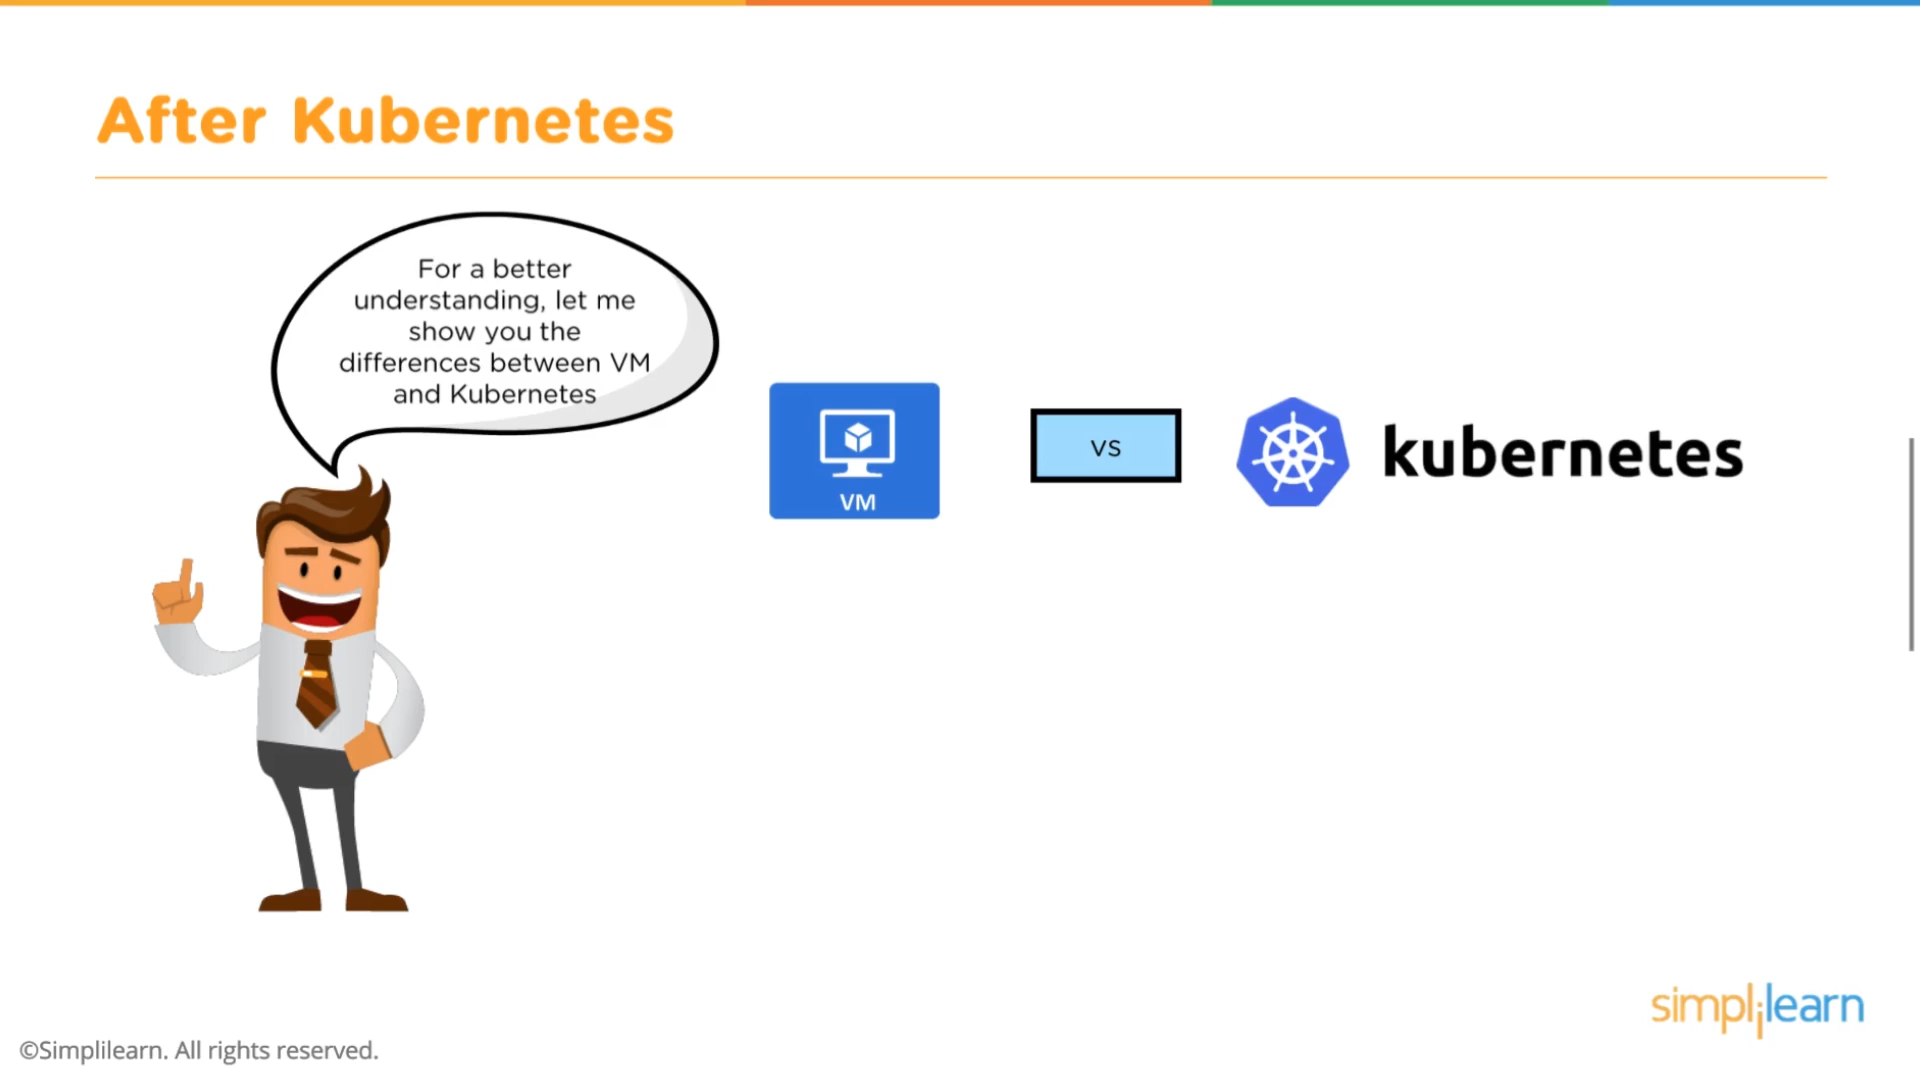 After Kubernetes
For a better
understanding, let me
show you the
differences between VM
and Kubernetes
VM
vs
kubernetes
simplilearn
©Simplilearn. All rights reserved.